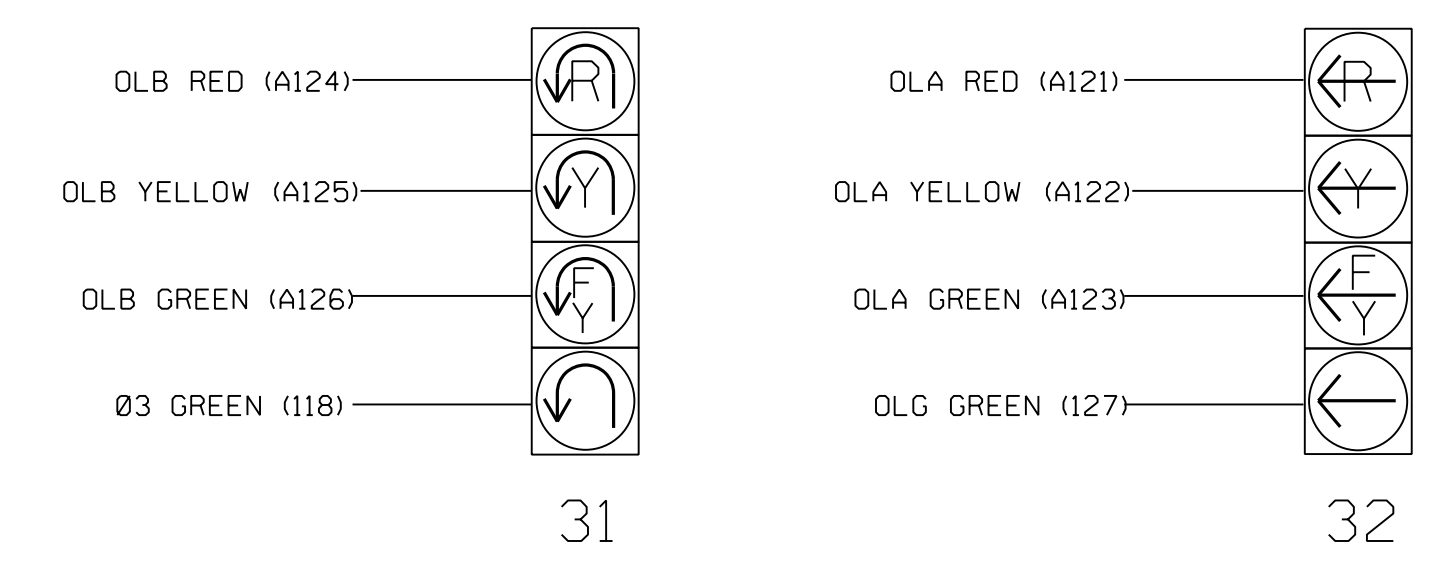 OLB RED (A124)
R
OLB YELLOW (A125)
Y
OLB GREEN (A126)
F
Y
Ø3 GREEN (118)
31
OLA RED (A121)
R
OLA YELLOW (A122)
Y
OLA GREEN (A123)
F
Y
OLG GREEN (127)
32